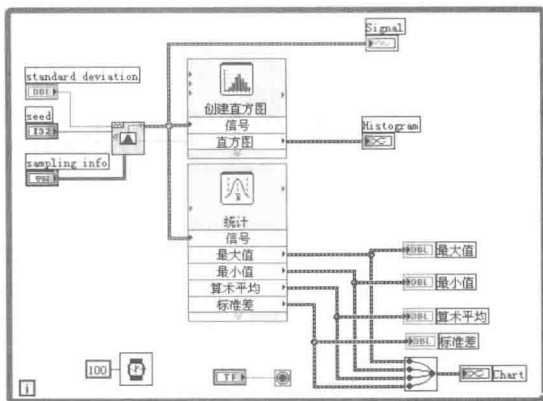 Signal
standard deviation
DBL
创建直方图
seed
信号
I32
直方图
Histogram
sampling info
统计
信号
最大值
DBL 最大值
最小值
DBL 最小值
算术平均
DBL 算术平均
标准差
DBL 标准差
100
TF
Chart
i